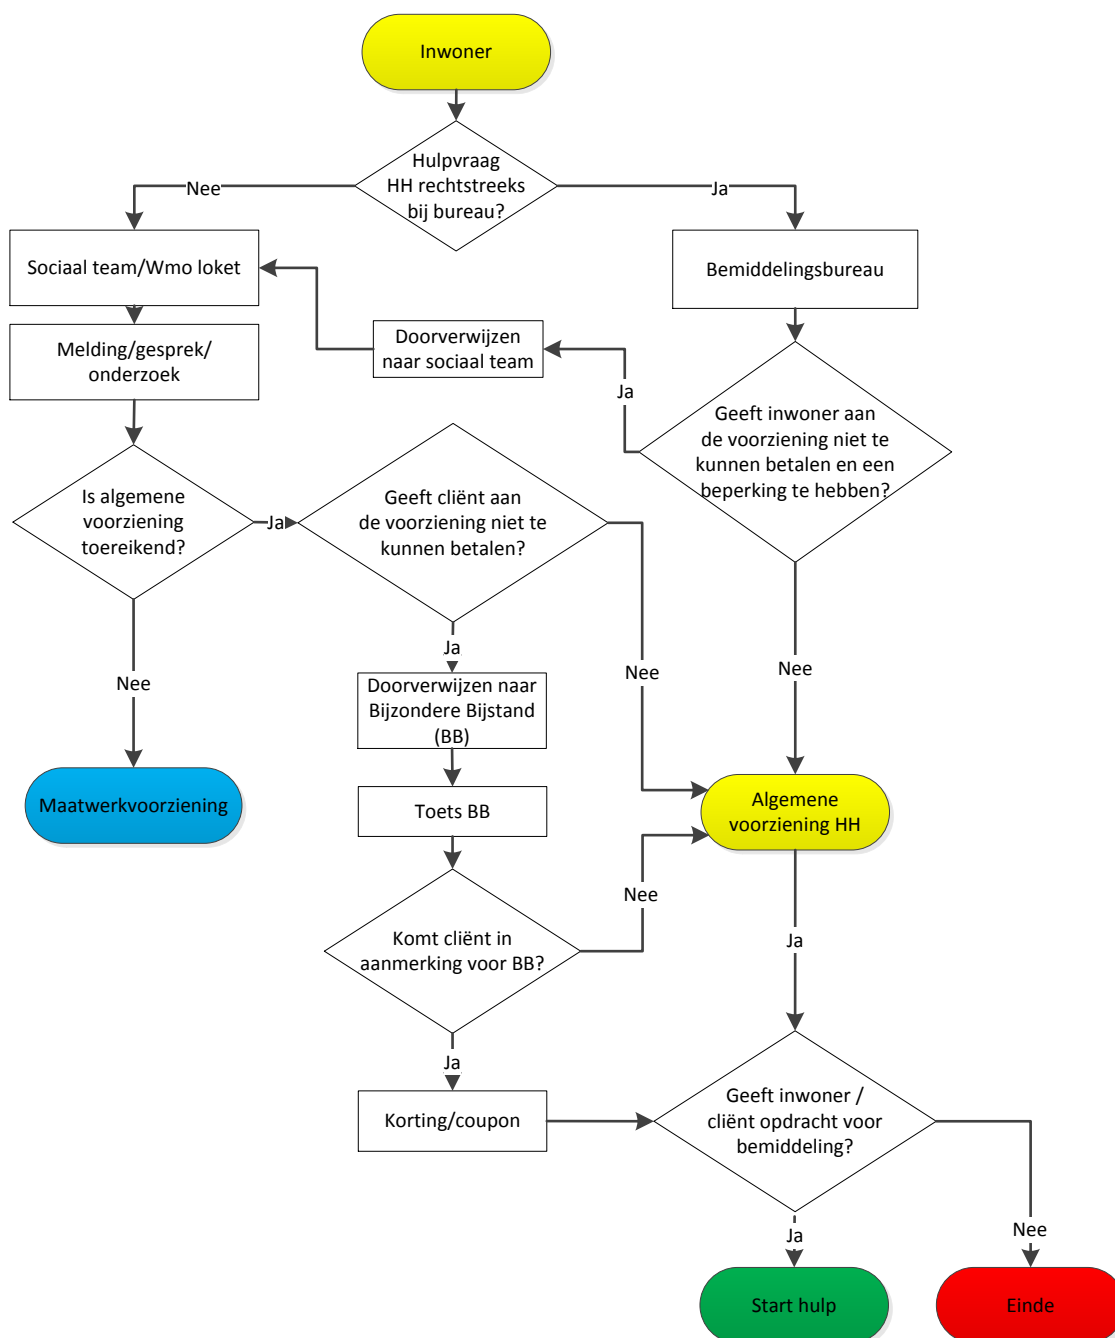 Inwoner
Hulpvraag
HH rechtstreeks
bij bureau?
Nee
Ja
Sociaal team/Wmo loket
Bemiddelingsbureau
Melding/gesprek/
onderzoek
Doorverwijzen
naar sociaal team
Ja
Geeft inwoner aan
de voorziening niet te
kunnen betalen en een
beperking te hebben?
Is algemene
voorziening
toereikend?
Ja
Geeft cliënt aan
de voorziening niet te
kunnen betalen?
Ja
Nee
Nee
Nee
Doorverwijzen naar
Bijzondere Bijstand
(BB)
Maatwerkvoorziening
Toets BB
Algemene
voorziening HH
Nee
Komt cliënt in
aanmerking voor BB?
Ja
Ja
Korting/coupon
Geeft inwoner /
cliënt opdracht voor
bemiddeling?
Ja
Nee
Start hulp
Einde